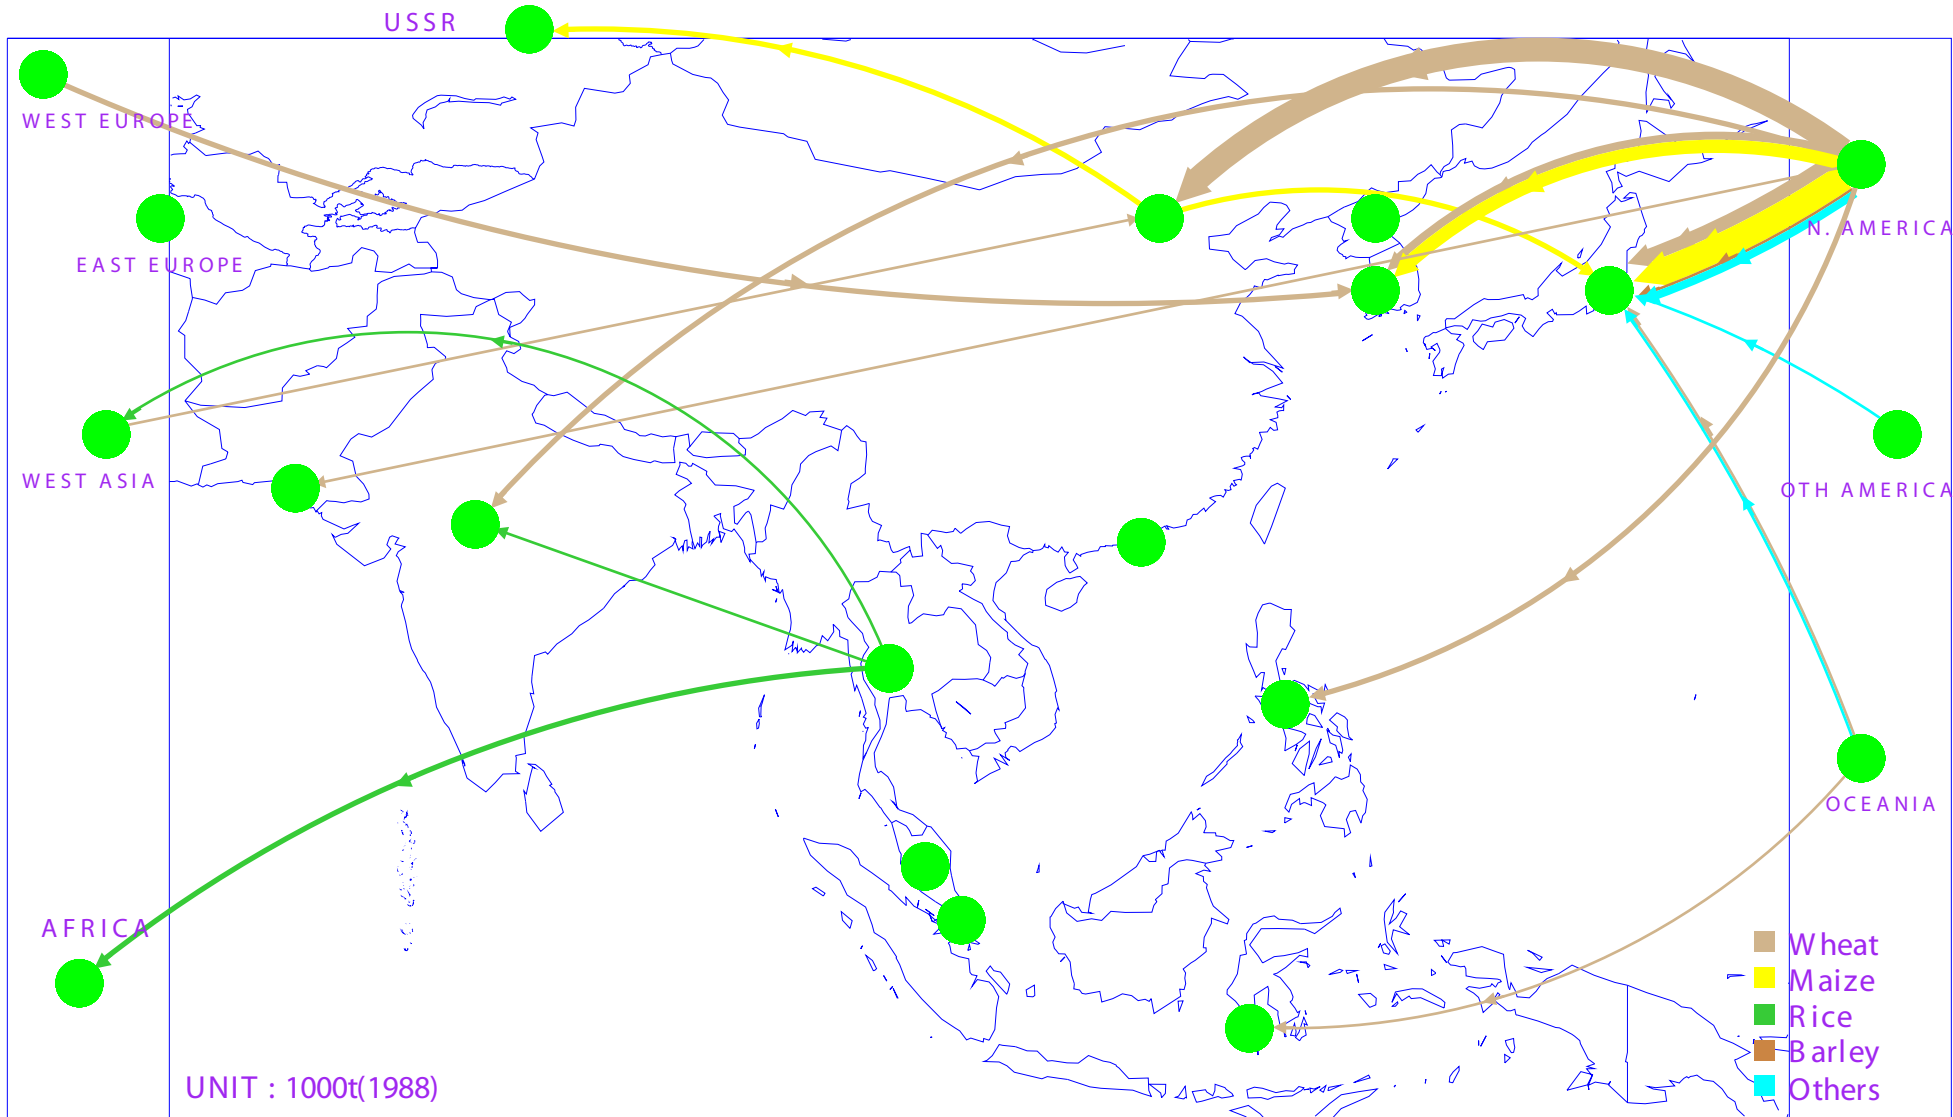 USSR
WEST EUROPE
N. AMERICA
EAST EUROPE
WEST ASIA
OTH AMERICA
OCEANIA
AFRICA
Wheat
Maize
Rice
Barley
Others
UNIT : 1000t(1988)